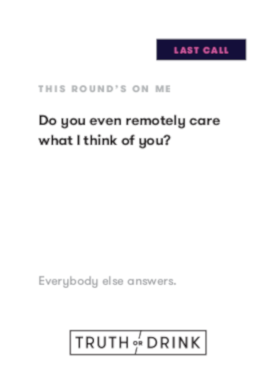 LAST CALL
THIS ROUND'S ON ME
Do you even remotely care
what I think of you?
Everybody else answers.
TRUTH OR DRINK